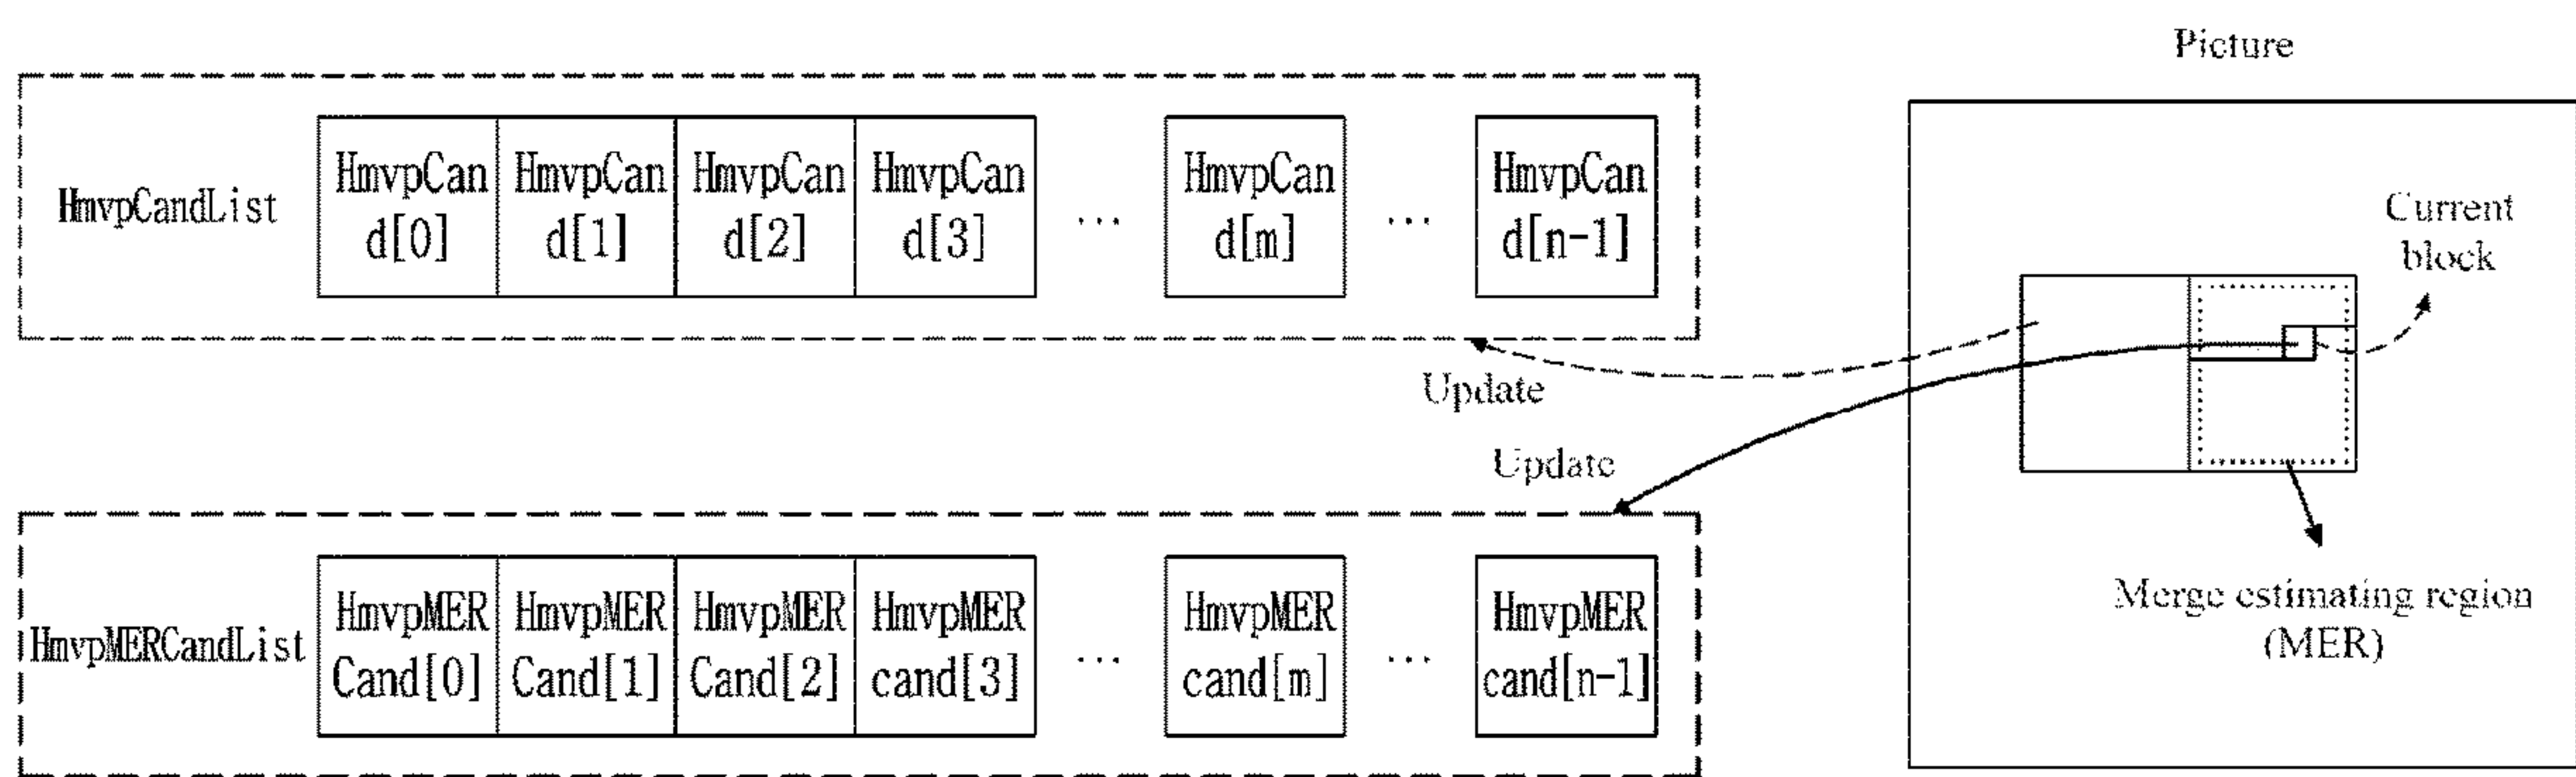 Picture
HmvpCandList
HmvpCan
d[0]
HmvpCan
d[1]
HmvpCan
d[2]
HmvpCan
d[3]
...
HmvpCan
d[m]
...
HmvpCan
d[n-1]
Current
block
Update
Update
HmvpMERCandList
HmvpMER
Cand[0]
HmvpMER
Cand[1]
HmvpMER
Cand[2]
HmvpMER
cand[3]
...
HmvpMER
cand[m]
...
HmvpMER
cand[n-1]
Merge estimating region
(MER)